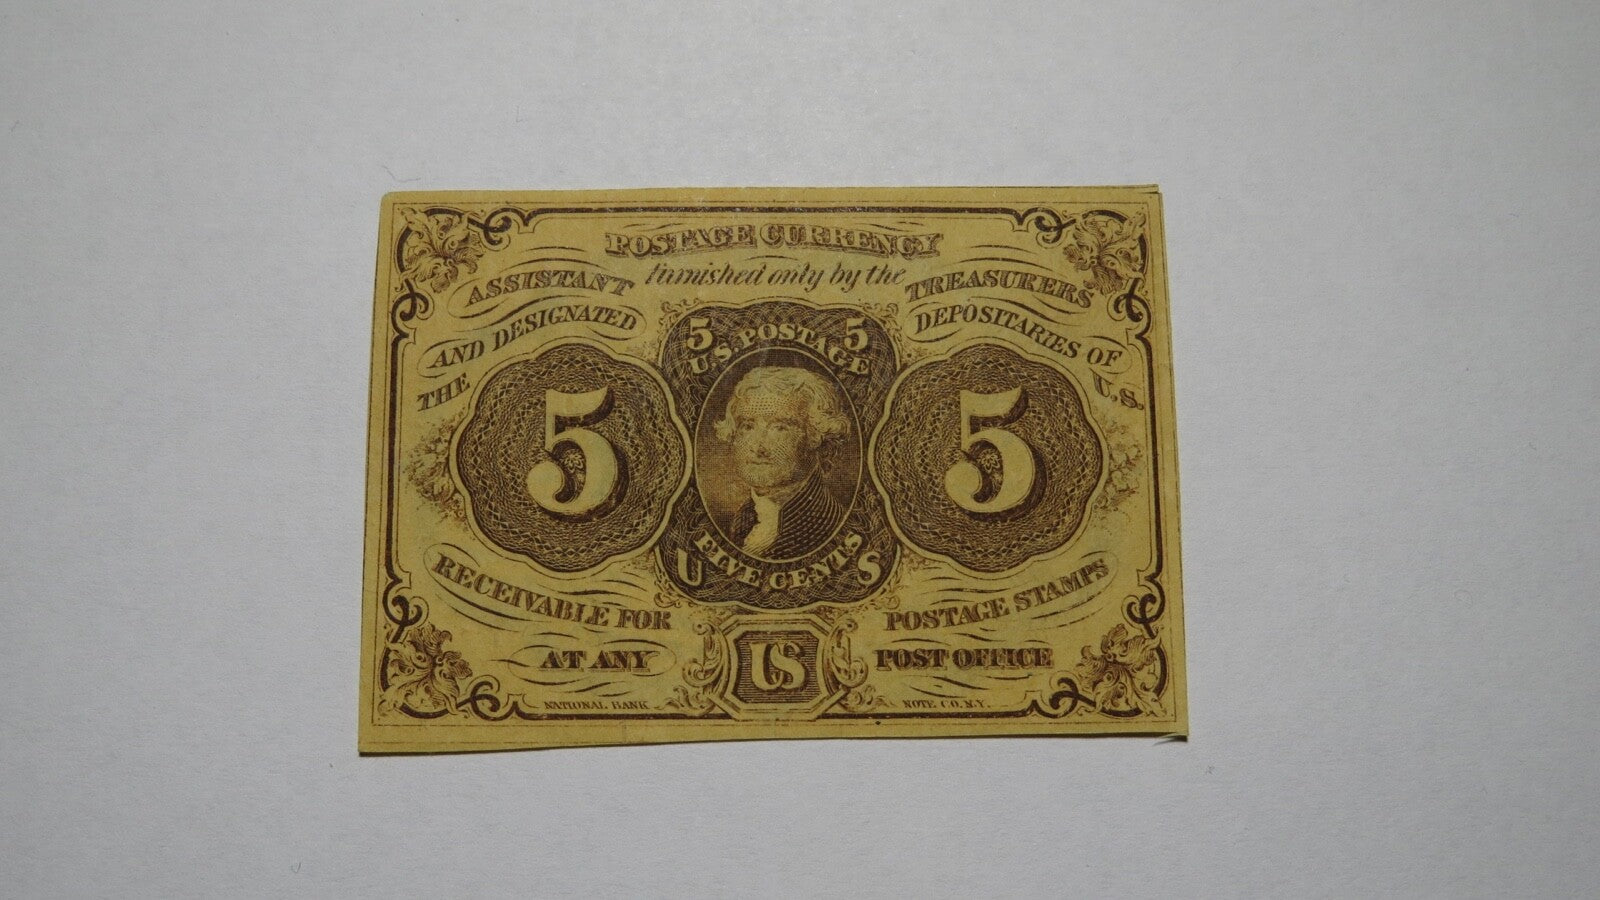 POSTAGE CURRENCY
furnished only by the
ASSISTANT TREASURERS
AND DESIGNATED DEPOSITARIES OF
THE U.S.
5 5
U.S. POSTAGE
5 5
FIVE CENTS
U S
RECEIVABLE FOR POSTAGE STAMPS
AT ANY US POST OFFICE
NATIONAL BANK NOTE CO. N.Y.